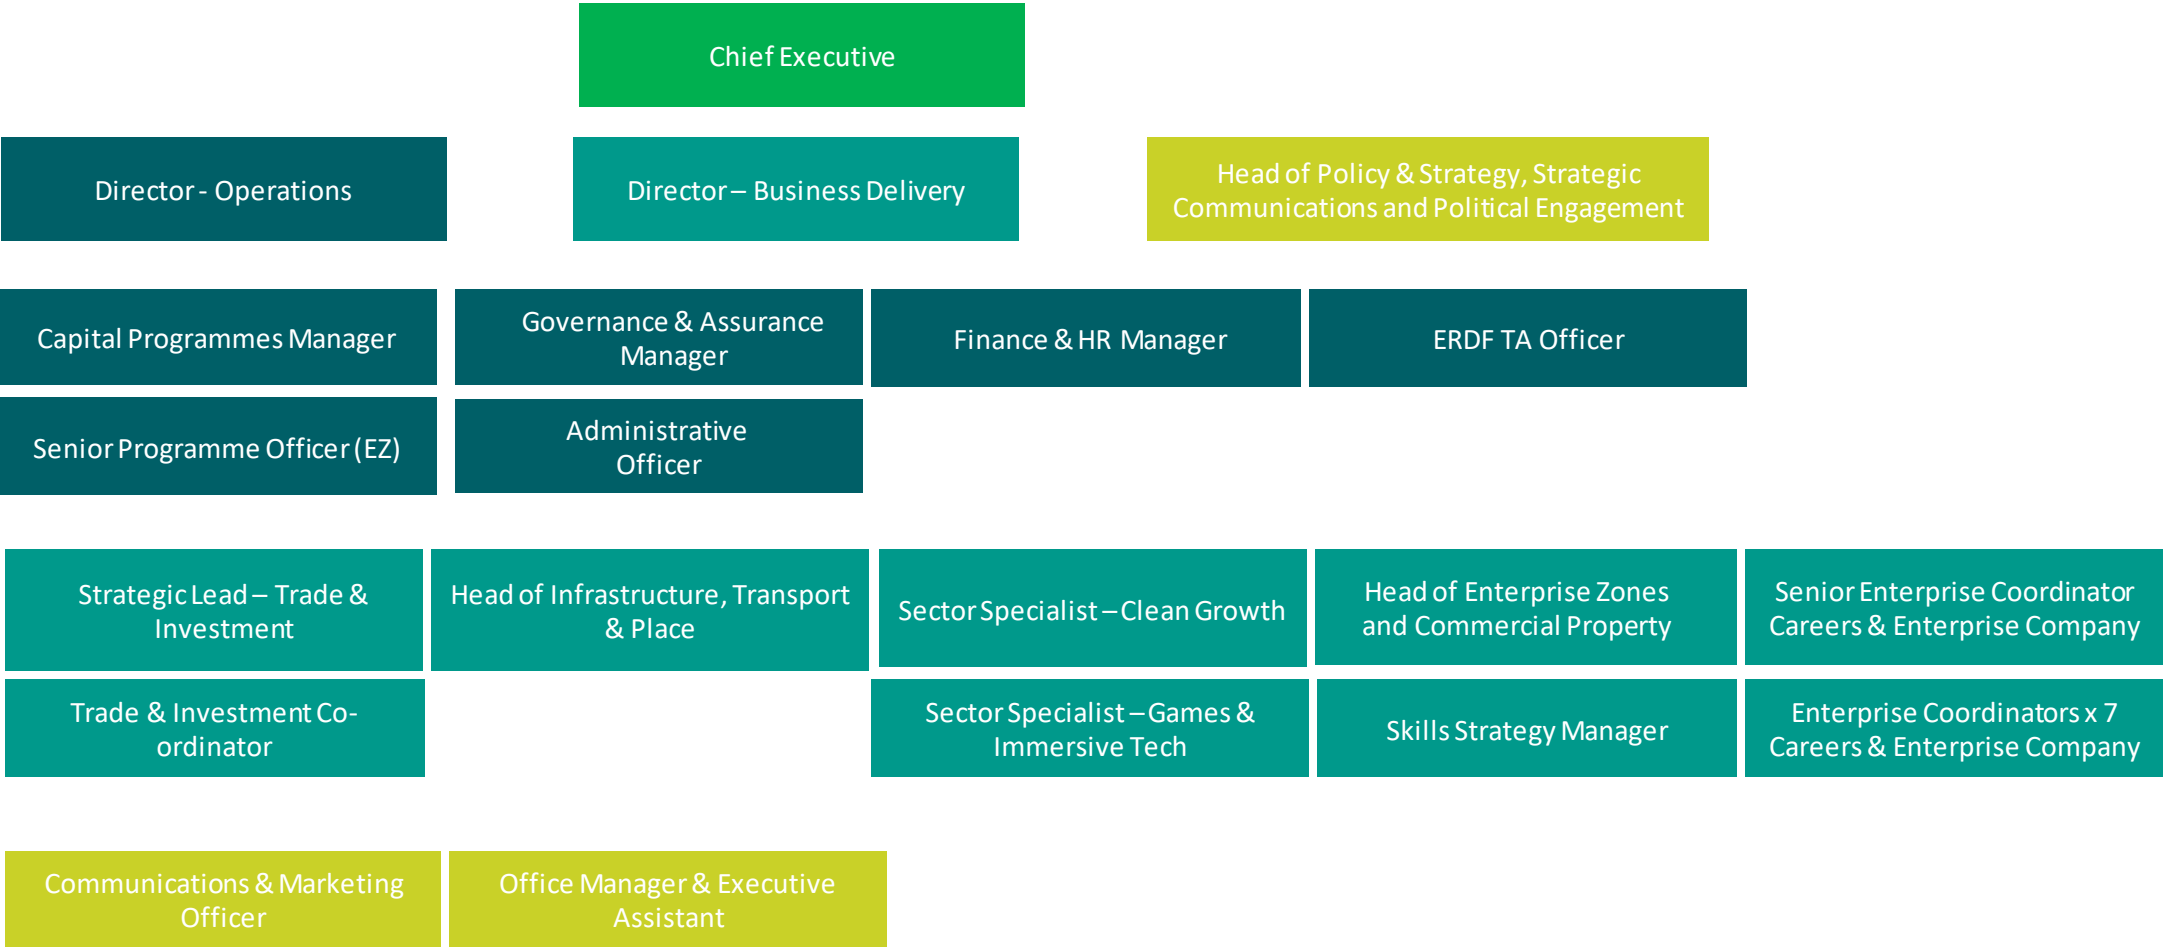 Chief Executive
Director - Operations
Director – Business Delivery
Head of Policy & Strategy, Strategic
Communications and Political Engagement
Capital Programmes Manager
Governance & Assurance
Manager
Finance & HR Manager
ERDF TA Officer
Senior Programme Officer (EZ)
Administrative
Officer
Strategic Lead – Trade &
Investment
Head of Infrastructure, Transport
& Place
Sector Specialist – Clean Growth
Head of Enterprise Zones
and Commercial Property
Senior Enterprise Coordinator
Careers & Enterprise Company
Trade & Investment Co-
ordinator
Sector Specialist – Games &
Immersive Tech
Skills Strategy Manager
Enterprise Coordinators x 7
Careers & Enterprise Company
Communications & Marketing
Officer
Office Manager & Executive
Assistant